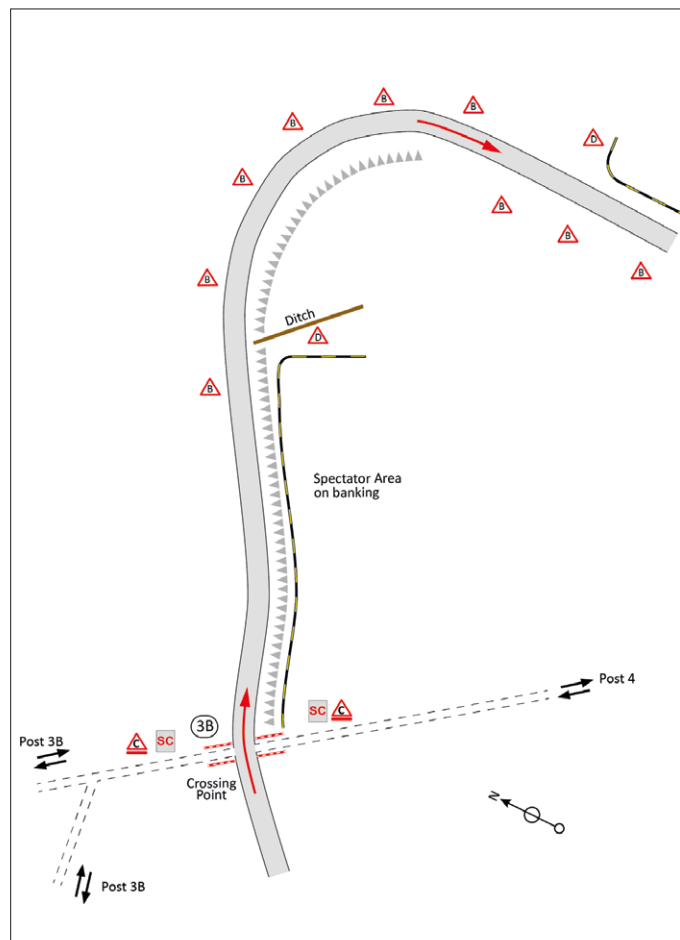 B
B
B
D
B
B
B
B
B
B
Ditch
D
Spectator Area
on banking
Post 4
SC
C
3B
Post 3B
C
SC
Crossing
Point
N
Post 3B